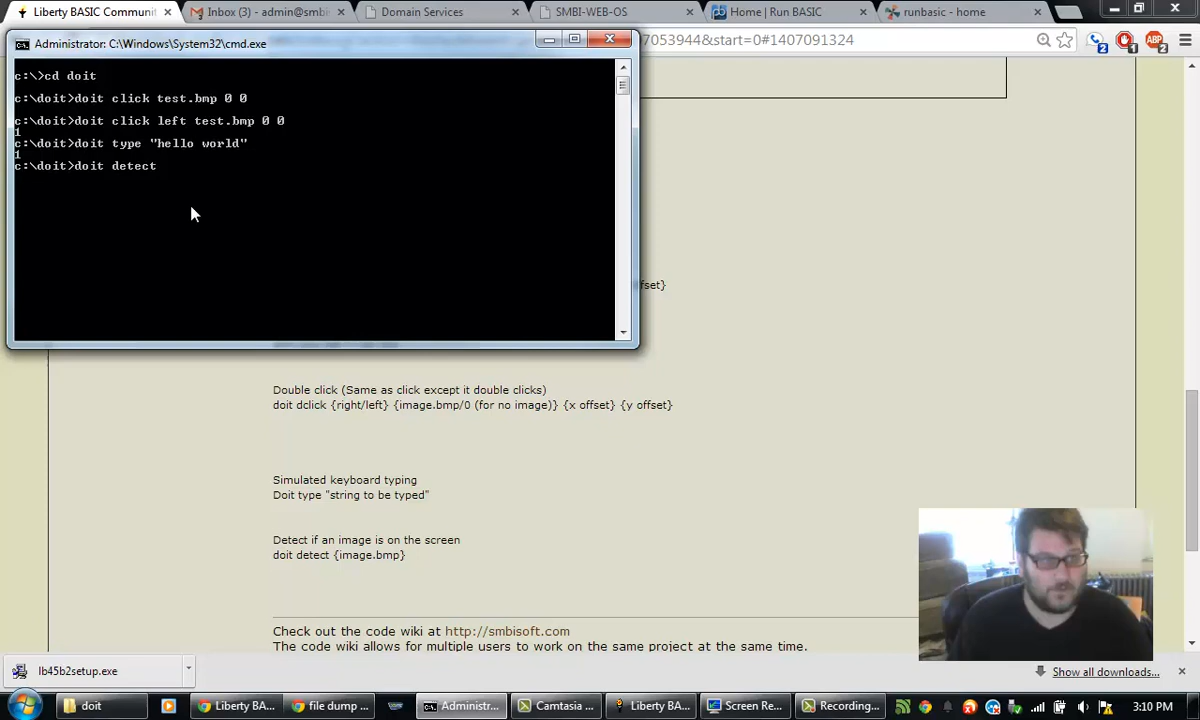 Liberty BASIC Communit
Inbox (3) - admin@smbi
Domain Services
SMBI-WEB-OS
Home | Run BASIC
runbasic - home
Administrator: C:\Windows\System32\cmd.exe
7053944&start=0#1407091324
c:\>cd doit
c:\doit>doit click test.bmp 0 0
c:\doit>doit click left test.bmp 0 0
1
c:\doit>doit type "hello world"
1
c:\doit>doit detect
fset}
Double click (Same as click except it double clicks)
doit dclick {right/left} {image.bmp/0 (for no image)} {x offset} {y offset}
Simulated keyboard typing
Doit type "string to be typed"
Detect if an image is on the screen
doit detect {image.bmp}
Check out the code wiki at http://smbisoft.com
The code wiki allows for multiple users to work on the same project at the same time.
lb45b2setup.exe
Show all downloads...
doit
Liberty BA...
file dump ...
Administr...
Camtasia ...
Liberty BA...
Screen Re...
Recording...
3:10 PM